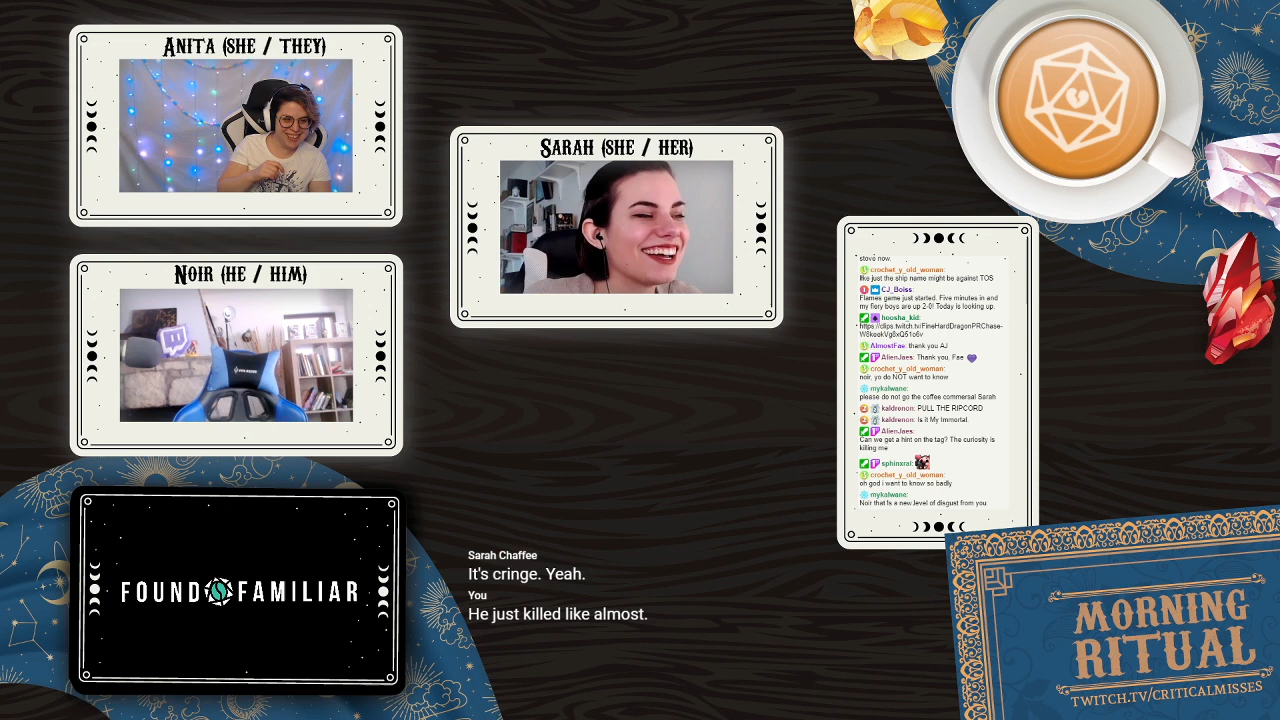 ANITA (SHE / THEY)
SARAH (SHE / HER)
NOIR (HE / HIM)
FOUND FAMILIAR
Sarah Chaffee
It's cringe. Yeah.
You
He just killed like almost.
stove now.
crochet_y_old_woman:
like just the ship name might be against TOS
CJ_Boiss:
Flames game just started. Five minutes in and
my fiery boys are up 2-0! Today is looking up.
hoosha_kid:
https://clips.twitch.tv/FineHardDragonPRChase-
AlmostFae: thank you AJ
AlienJaes: Thank you, Fae
crochet_y_old_woman:
noir, yo do NOT want to know
mykalwane:
please do not go the coffee commersal Sarah
kaldrenon: PULL THE RIPCORD
kaldrenon: Is it My Immortal.
AlienJaes:
Can we get a hint on the tag? The curiosity is
killing me
sphinxral:
crochet_y_old_woman:
oh god i want to know so badly
mykalwane:
Noir that is a new level of disgust from you
MORNING
RITUAL
TWITCH.TV/CRITICALMISSES